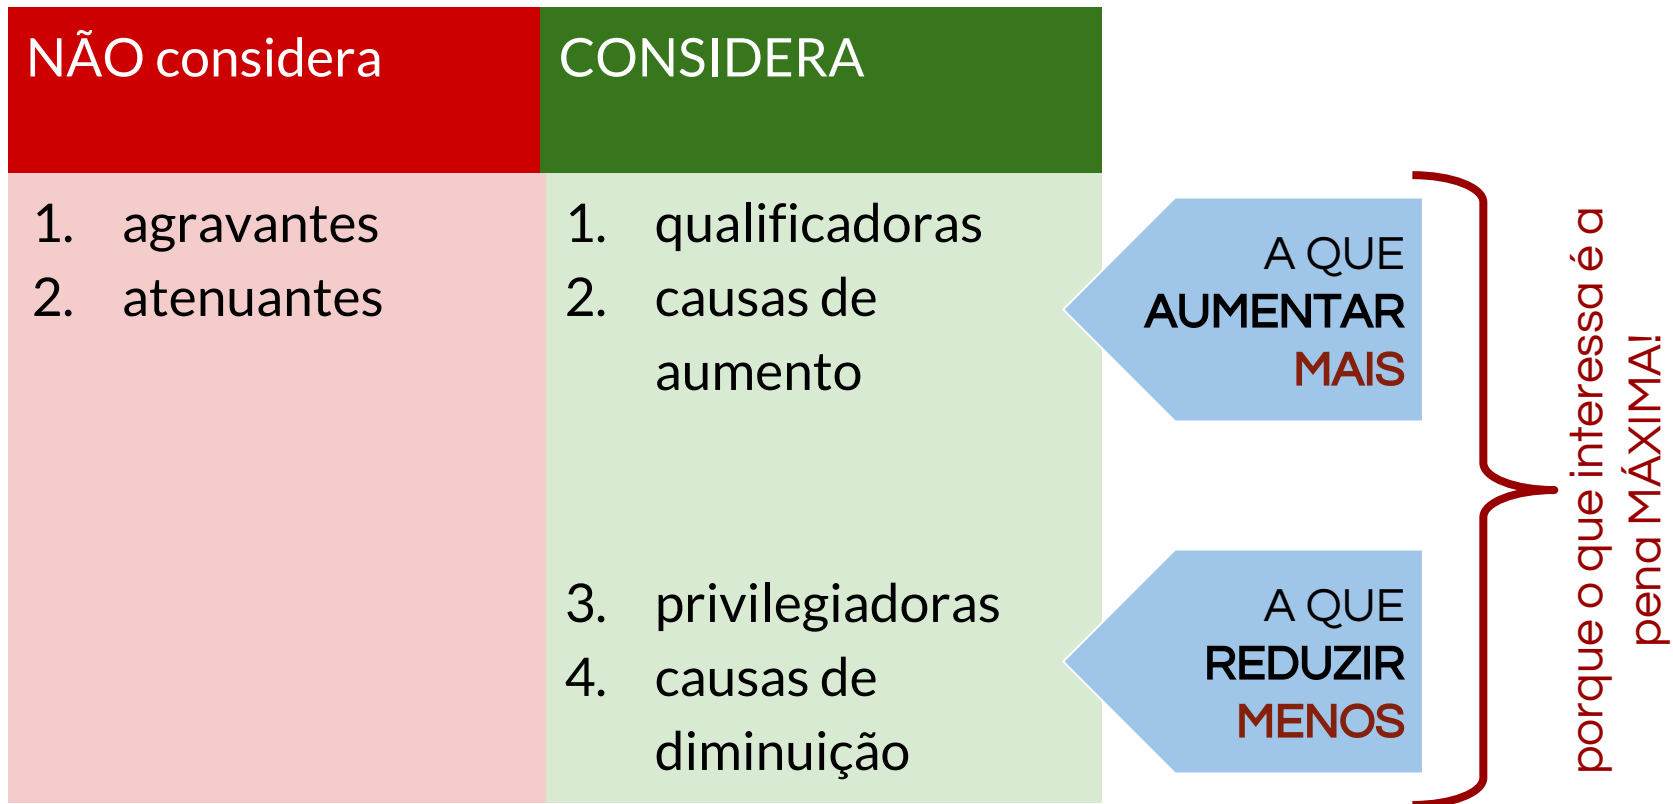 NÃO considera
CONSIDERA
1. agravantes
2. atenuantes
1. qualificadoras
2. causas de
aumento
3. privilegiadoras
4. causas de
diminuição
A QUE
AUMENTAR
MAIS
A QUE
REDUZIR
MENOS
porque o que interessa é a
pena MÁXIMA!